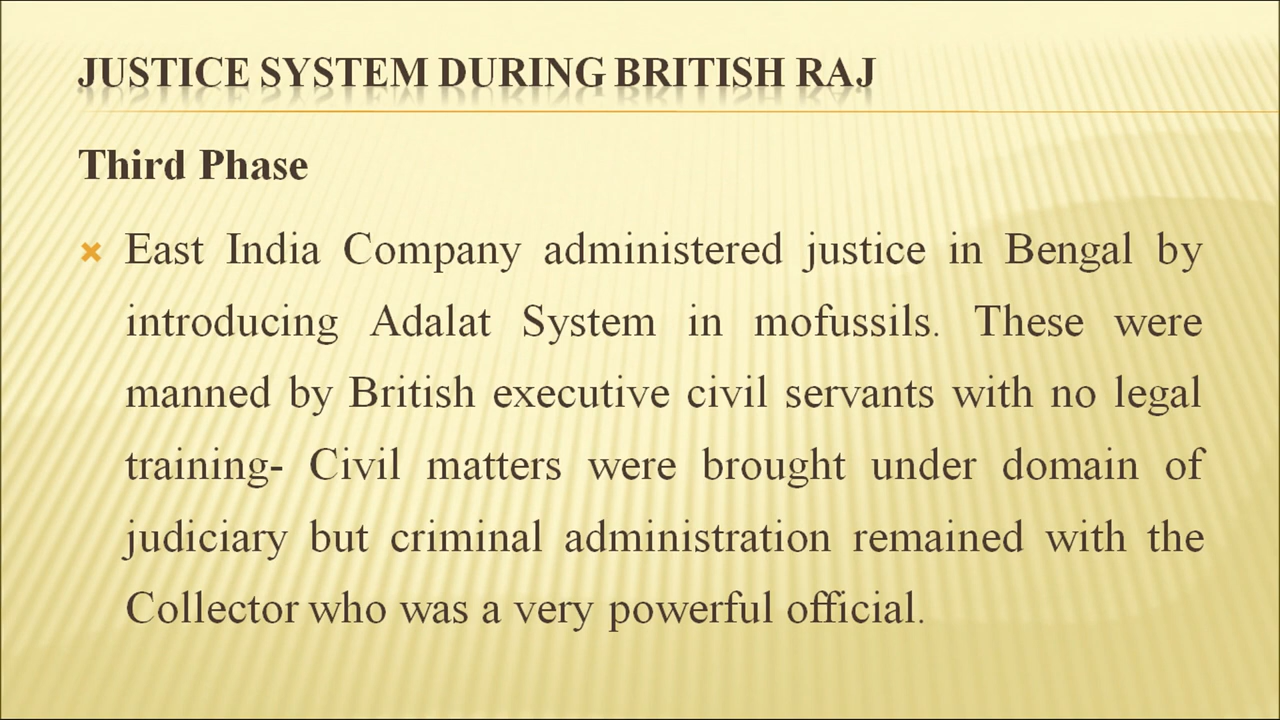 JUSTICE SYSTEM DURING BRITISH RAJ
Third Phase
East India Company administered justice in Bengal by
introducing Adalat System in mofussils. These were
manned by British executive civil servants with no legal
training- Civil matters were brought under domain of
judiciary but criminal administration remained with the
Collector who was a very powerful official.